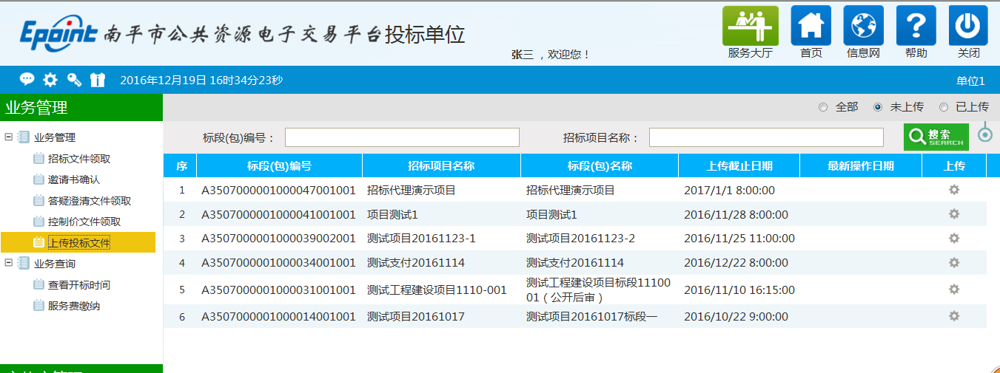 Epoint 南平市公共资源电子交易平台投标单位
张三 ，欢迎您！
服务大厅 首页 信息网 帮助 关闭
2016年12月19日 16时34分23秒 单位1
业务管理
全部 未上传 已上传
业务管理
招标文件领取
邀请书确认
答疑澄清文件领取
控制价文件领取
上传投标文件
业务查询
查看开标时间
服务费缴纳
标段(包)编号： 招标项目名称： 搜索 SEARCH
序 标段(包)编号 招标项目名称 标段(包)名称 上传截止日期 最新操作日期 上传
1 A3507000001000047001001 招标代理演示项目 招标代理演示项目 2017/1/1 8:00:00
2 A3507000001000041001001 项目测试1 项目测试1 2016/11/28 8:00:00
3 A3507000001000039002001 测试项目20161123-1 测试项目20161123-2 2016/11/25 11:00:00
4 A3507000001000034001001 测试支付20161114 测试支付20161114 2016/12/22 8:00:00
5 A3507000001000031001001 测试工程建设项目1110-001 测试工程建设项目标段11100
01（公开后审） 2016/11/10 16:15:00
6 A3507000001000014001001 测试项目20161017 测试项目20161017标段一 2016/10/22 9:00:00